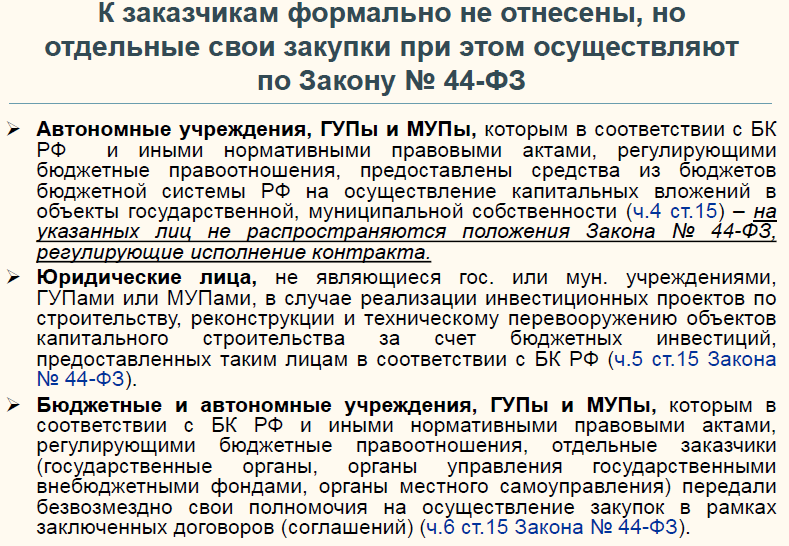 К заказчикам формально не отнесены, но
отдельные свои закупки при этом осуществляют
по Закону № 44-ФЗ
Автономные учреждения, ГУПы и МУПы, которым в соответствии с БК
РФ и иными нормативными правовыми актами, регулирующими
бюджетные правоотношения, предоставлены средства из бюджетов
бюджетной системы РФ на осуществление капитальных вложений в
объекты государственной, муниципальной собственности (ч.4 ст.15) – на
указанных лиц не распространяются положения Закона № 44-ФЗ,
регулирующие исполнение контракта.
Юридические лица, не являющиеся гос. или мун. учреждениями,
ГУПами или МУПами, в случае реализации инвестиционных проектов по
строительству, реконструкции и техническому перевооружению объектов
капитального строительства за счет бюджетных инвестиций,
предоставленных таким лицам в соответствии с БК РФ (ч.5 ст.15 Закона
№ 44-ФЗ).
Бюджетные и автономные учреждения, ГУПы и МУПы, которым в
соответствии с БК РФ и иными нормативными правовыми актами,
регулирующими бюджетные правоотношения, отдельные заказчики
(государственные органы, органы управления государственными
внебюджетными фондами, органы местного самоуправления) передали
безвозмездно свои полномочия на осуществление закупок в рамках
заключенных договоров (соглашений) (ч.6 ст.15 Закона № 44-ФЗ).